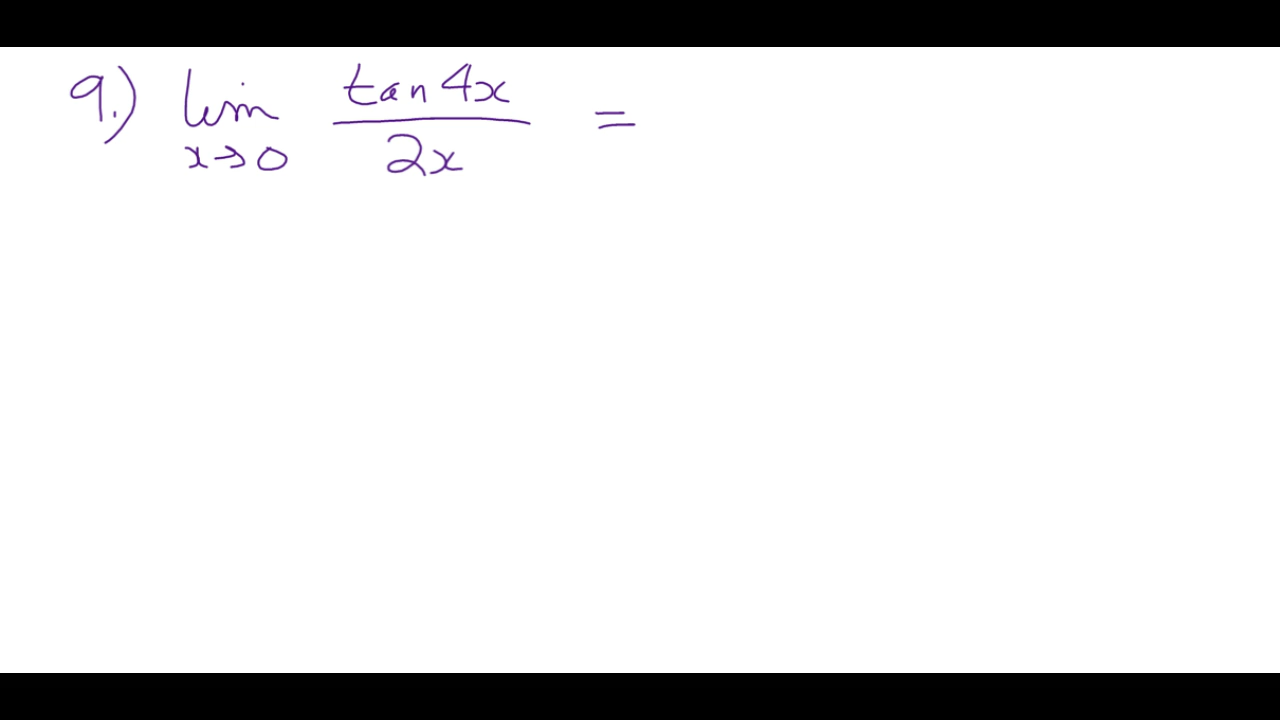 9.) lim tan 4x =
x→0 2x